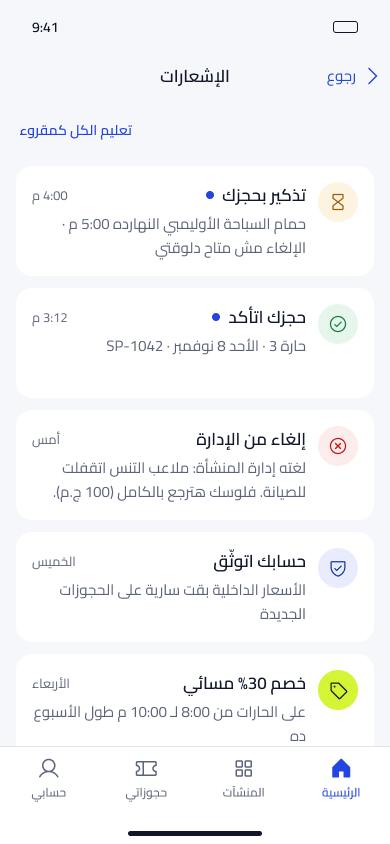 9:41
رجوع
الإشعارات
تعليم الكل كمقروء
تذكير بحجزك
4:00 م
حمام السباحة الأوليمبي النهارده 5:00 م ·
الإلغاء مش متاح دلوقتي
حجزك اتأكد
3:12 م
حارة 3 · الأحد 8 نوفمبر · SP-1042
إلغاء من الإدارة
أمس
لغته إدارة المنشأة: ملاعب التنس اتقفلت
للصيانة. فلوسك هترجع بالكامل (100 ج.م).
حسابك اتوثّق
الخميس
الأسعار الداخلية بقت سارية على الحجوزات
الجديدة
خصم 30% مسائي
الأربعاء
على الحارات من 8:00 لـ 10:00 م طول الأسبوع
ده
الرئيسية
المنشآت
حجوزاتي
حسابي